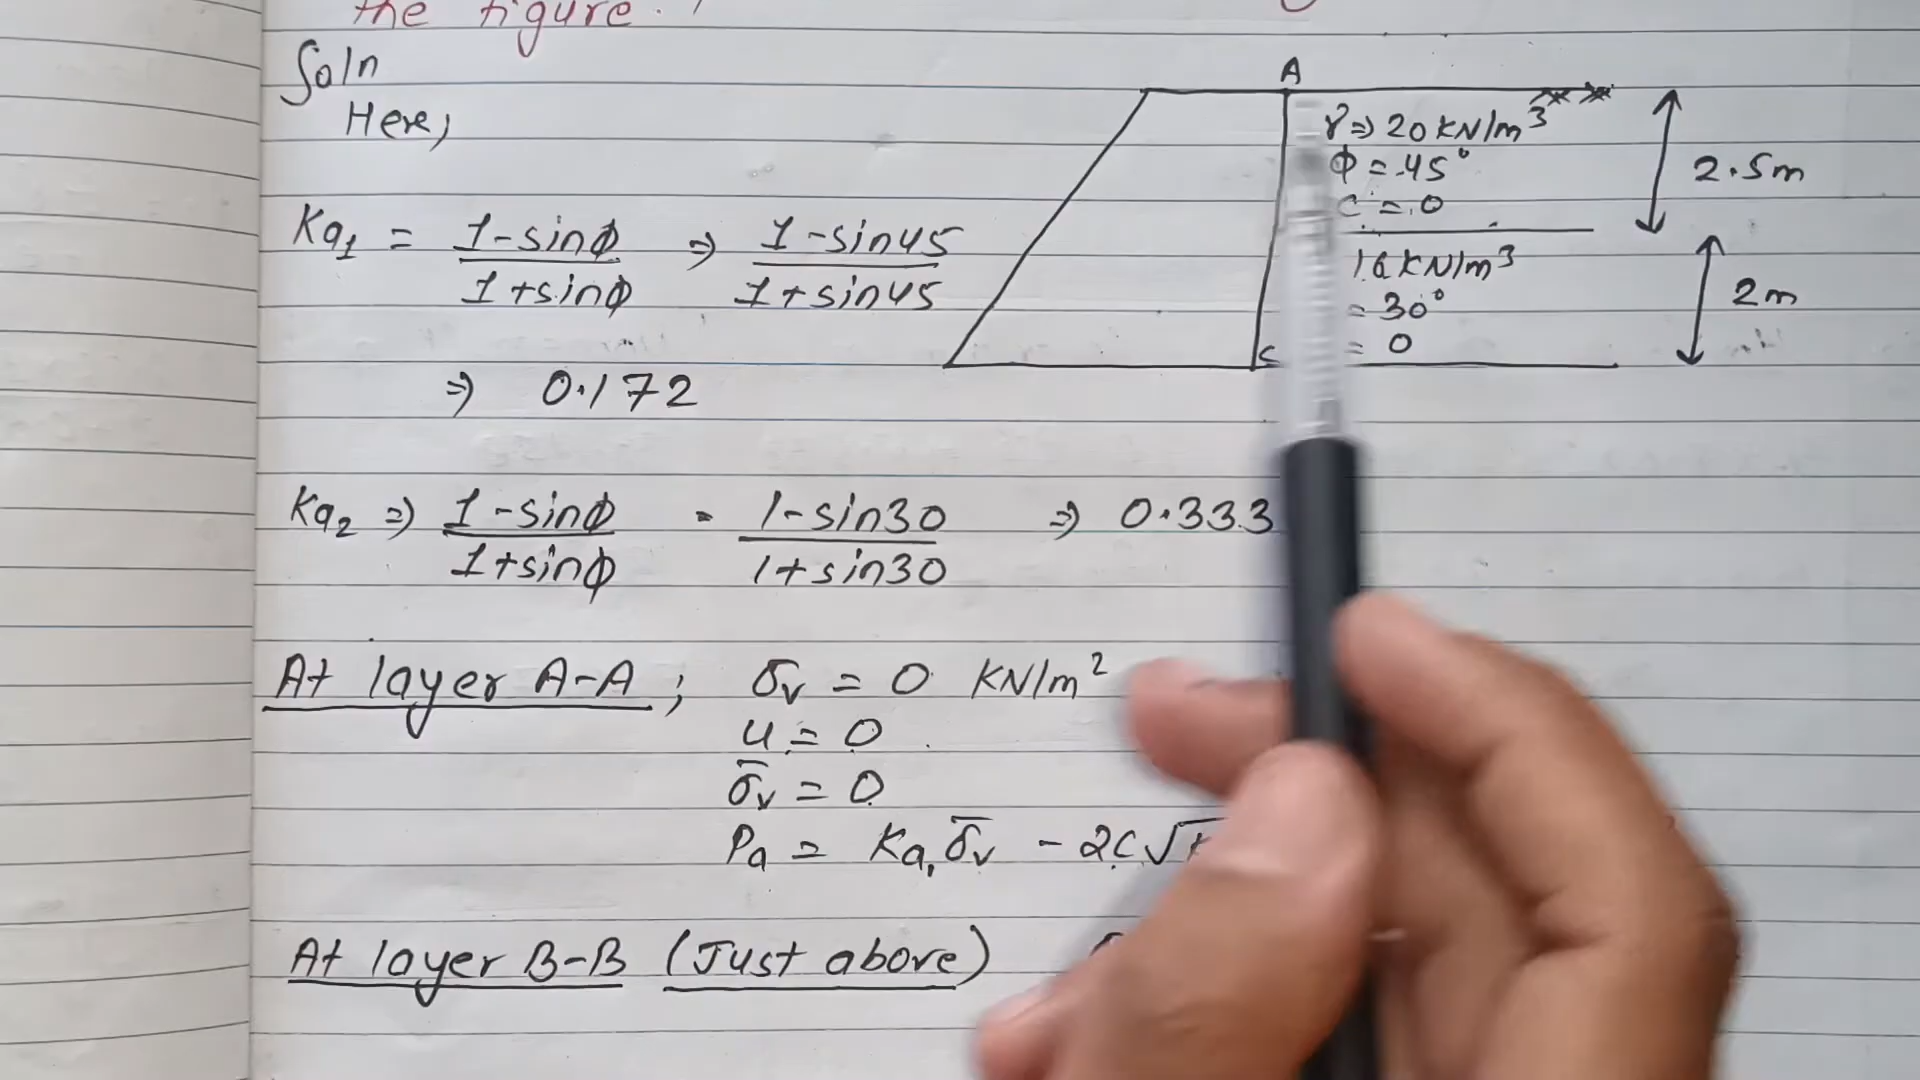 the figure.
Soln
Here,
Ka1 = 1-sinϕ / 1+sinϕ ⇒ 1-sin45 / 1+sin45
⇒ 0.172
A
γ ⇒ 20 KN/m³
ϕ = 45°
C = 0
2.5m
KN/m³
= 30°
= 0
2m
C
Ka2 ⇒ 1-sinϕ / 1+sinϕ = 1-sin30 / 1+sin30 ⇒ 0.333
At layer A-A ; σv = 0 KN/m²
u = 0
σ̄v = 0
Pa = Ka1 σ̄v - 2C√
At layer B-B (Just above)